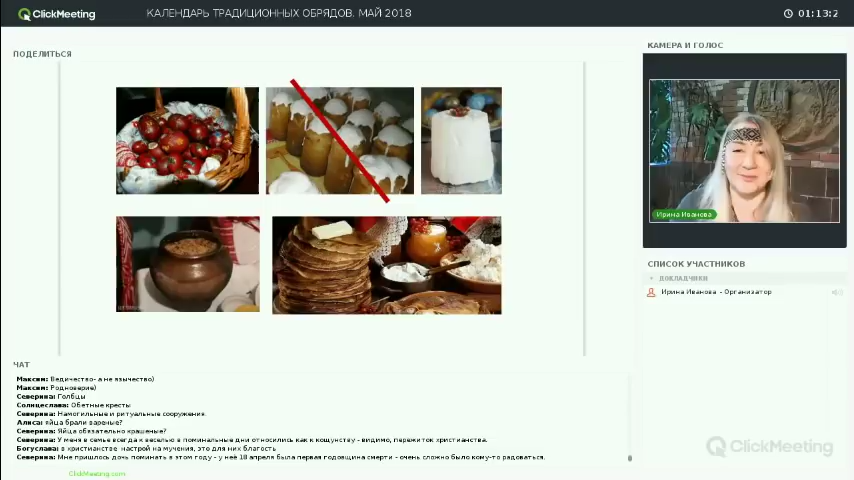 ClickMeeting
КАЛЕНДАРЬ ТРАДИЦИОННЫХ ОБРЯДОВ. МАЙ 2018
01:13:2
ПОДЕЛИТЬСЯ
КАМЕРА И ГОЛОС
Ирина Иванова
СПИСОК УЧАСТНИКОВ
ДОКЛАДЧИКИ
Ирина Иванова - Организатор
ЧАТ
Максим: Ведичество- а не язычество)
Максим: Родноверие)
Северина: Голбцы
Солнцеслава: Обетные кресты
Северина: Намогильные и ритуальные сооружения.
Алиса: яйца брали вареные?
Северина: Яйца обязательно крашеные?
Северина: У меня в семье всегда к веселью в поминальные дни относились как к кощунству - видимо, пережиток христианства.
Богуслава: в христианстве настрой на мучения, это для них благость
Северина: Мне пришлось дочь поминать в этом году - у неё 18 апреля была первая годовщина смерти - очень сложно было кому-то радоваться.
ClickMeeting.com
ClickMeeting